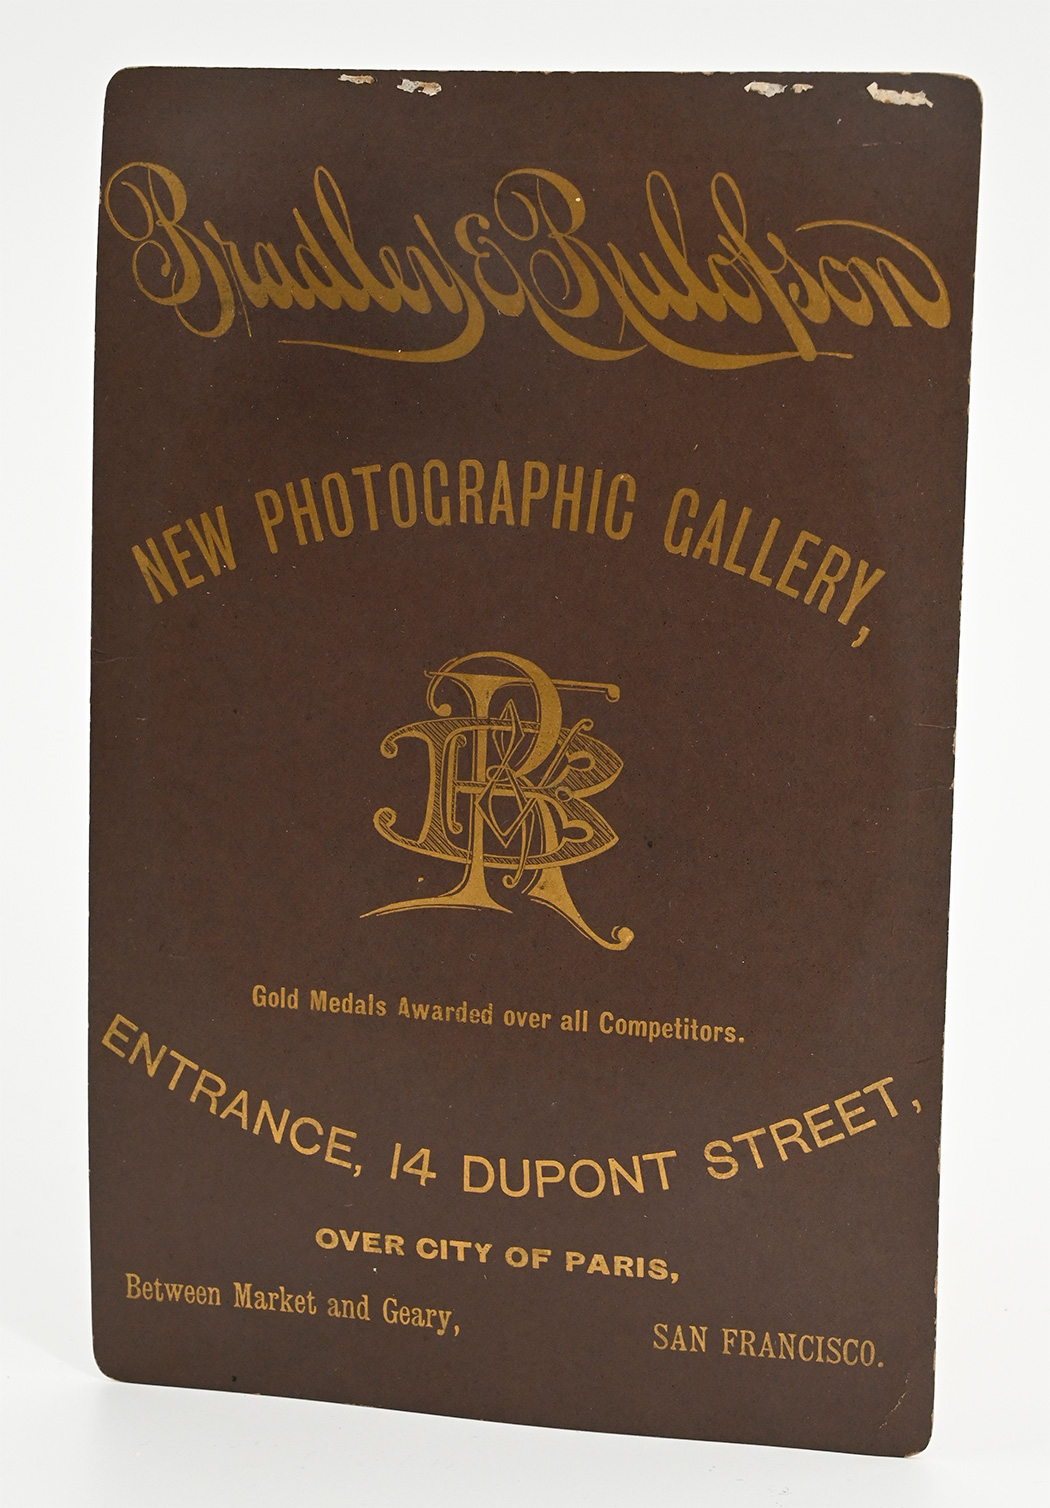 Bradley & Rulofson
NEW PHOTOGRAPHIC GALLERY,
BR
Gold Medals Awarded over all Competitors.
ENTRANCE, 14 DUPONT STREET,
OVER CITY OF PARIS,
Between Market and Geary,
SAN FRANCISCO.